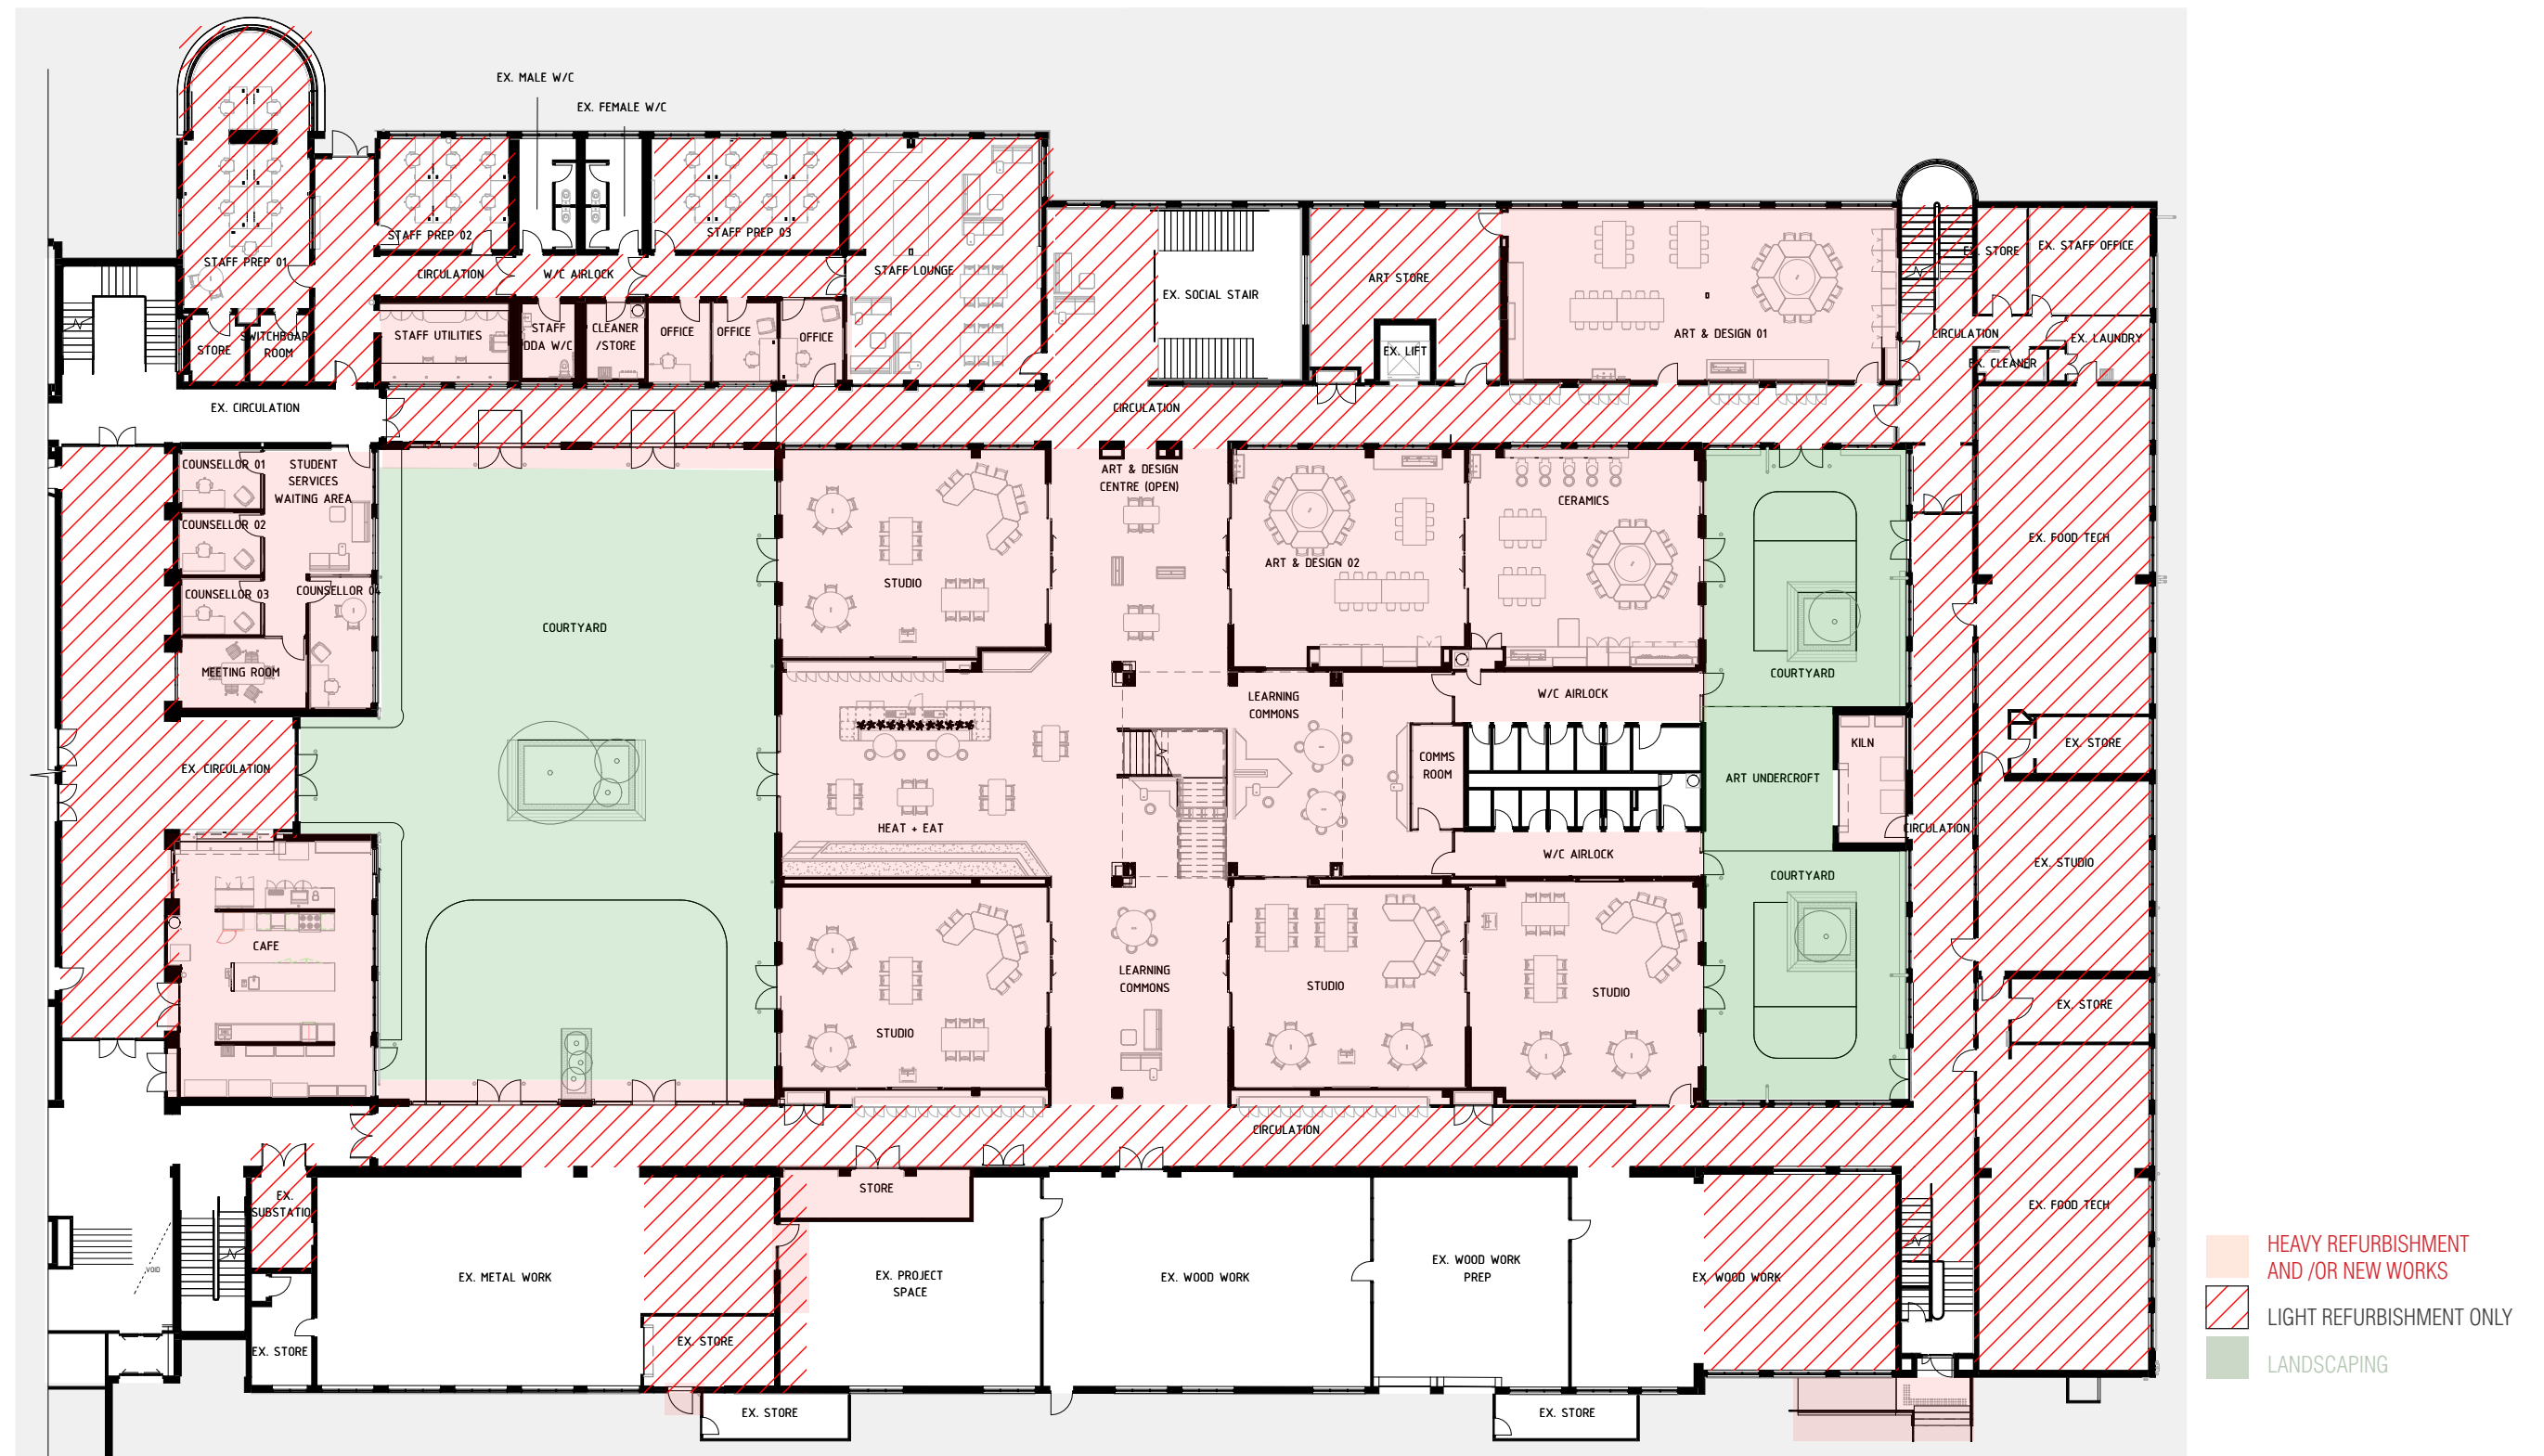 EX. MALE W/C
EX. FEMALE W/C
STAFF PREP 01
STAFF PREP 02
STAFF PREP 03
CIRCULATION
W/C AIRLOCK
STAFF LOUNGE
EX. SOCIAL STAIR
ART STORE
EX. LIFT
ART & DESIGN 01
EX. STORE
EX. STAFF OFFICE
CIRCULATION
EX. LAUNDRY
EX. CLEANER
STORE
SWITCHBOAR
ROOM
STAFF UTILITIES
STAFF
DDA W/C
CLEANER
/STORE
OFFICE
OFFICE
OFFICE
EX. CIRCULATION
CIRCULATION
COUNSELLOR 01
STUDENT
SERVICES
WAITING AREA
COUNSELLOR 02
COUNSELLOR 03
COUNSELLOR 04
MEETING ROOM
COURTYARD
STUDIO
ART & DESIGN
CENTRE (OPEN)
ART & DESIGN 02
CERAMICS
EX. FOOD TECH
COURTYARD
LEARNING
COMMONS
W/C AIRLOCK
EX. CIRCULATION
COMMS
ROOM
KILN
EX. STORE
ART UNDERCROFT
HEAT + EAT
CIRCULATION
W/C AIRLOCK
EX. STUDIO
COURTYARD
CAFE
LEARNING
COMMONS
STUDIO
STUDIO
STUDIO
EX. STORE
CIRCULATION
EX.
SUBSTATIO
STORE
EX. FOOD TECH
VOID
EX. METAL WORK
EX. PROJECT
SPACE
EX. WOOD WORK
EX. WOOD WORK
PREP
EX. WOOD WORK
EX. STORE
EX. STORE
EX. STORE
EX. STORE
HEAVY REFURBISHMENT
AND /OR NEW WORKS
LIGHT REFURBISHMENT ONLY
LANDSCAPING